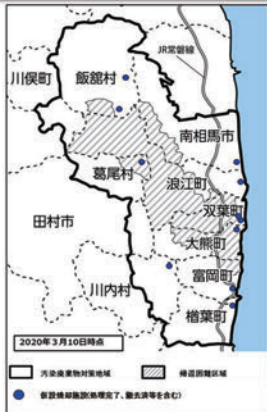 JR常磐線
川俣町
飯舘村
南相馬市
葛尾村
浪江町
双葉町
田村市
大熊町
富岡町
川内村
楢葉町
2020年3月10日時点
汚染廃棄物対策地域
帰還困難区域
仮設焼却施設(処理完了、撤去済等を含む)